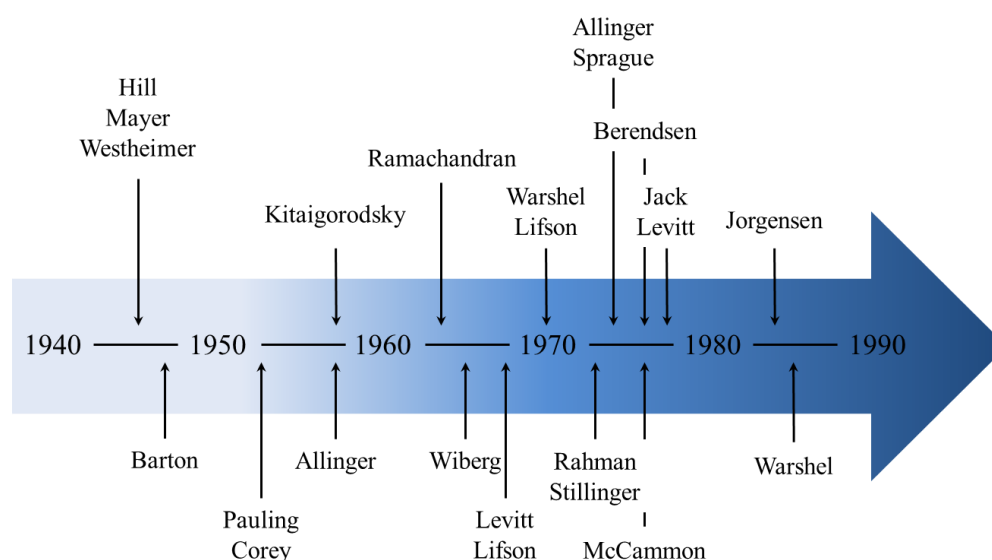 Allinger
Sprague
Hill
Mayer
Westheimer
Berendsen
Ramachandran
Kitaigorodsky
Warshel
Lifson
Jack
Levitt
Jorgensen
1940
1950
1960
1970
1980
1990
Barton
Allinger
Wiberg
Rahman
Stillinger
Warshel
Pauling
Corey
Levitt
Lifson
McCammon